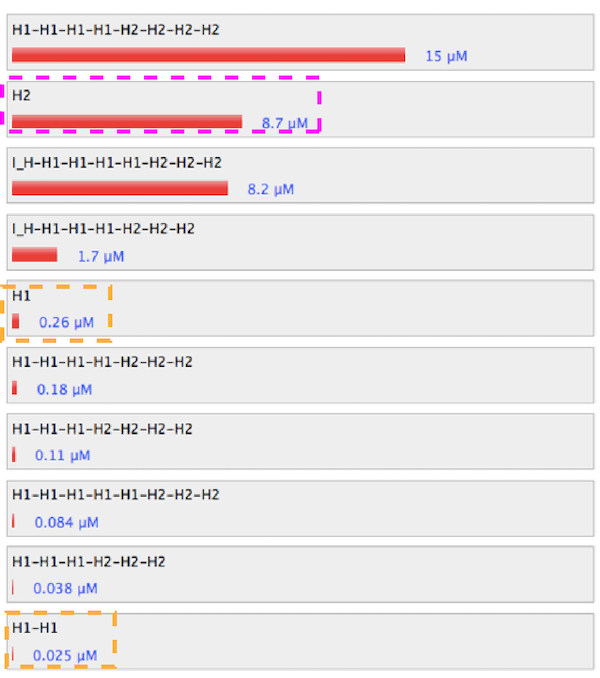 H1-H1-H1-H1-H2-H2-H2-H2
15 µM
H2
8.7 µM
I_H-H1-H1-H1-H1-H2-H2-H2
8.2 µM
I_H-H1-H1-H1-H2-H2-H2
1.7 µM
H1
0.26 µM
H1-H1-H1-H1-H2-H2-H2
0.18 µM
H1-H1-H1-H2-H2-H2-H2
0.11 µM
H1-H1-H1-H1-H1-H2-H2-H2
0.084 µM
H1-H1-H1-H2-H2-H2
0.038 µM
H1-H1
0.025 µM